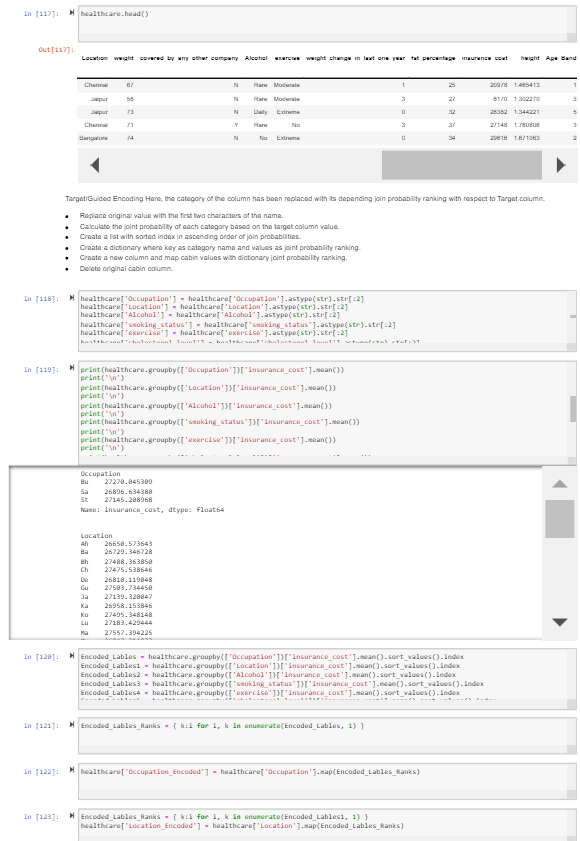 In [117]: healthcare.head()
Out[117]:
Location weight covered by any other company Alcohol exercise weight change in last one year fat percentage insurance cost height Age Band
Chennai 67 N Rare Moderate 1 25 20978 1.465413 1
Jaipur 58 N Rare Moderate 3 27 6170 1.302270 3
Jaipur 73 N Daily Extreme 0 32 28382 1.344221 5
Chennai 71 Y Rare No 3 37 27148 1.760806 3
Bangalore 74 N No Extreme 0 34 29616 1.671063 2
Target/Guided Encoding Here, the category of the column has been replaced with its depending join probability ranking with respect to Target column.
• Replace original value with the first two characters of the name.
• Calculate the joint probability of each category based on the target column value.
• Create a list with sorted index in ascending order of join probabilities.
• Create a dictionary where key as category name and values as joint probability ranking.
• Create a new column and map cabin values with dictionary joint probability ranking.
• Delete original cabin column.
In [118]: healthcare['Occupation'] = healthcare['Occupation'].astype(str).str[:2]
healthcare['Location'] = healthcare['Location'].astype(str).str[:2]
healthcare['Alcohol'] = healthcare['Alcohol'].astype(str).str[:2]
healthcare['smoking_status'] = healthcare['smoking_status'].astype(str).str[:2]
healthcare['exercise'] = healthcare['exercise'].astype(str).str[:2]
healthcare['cholesterol_level'] = healthcare['cholesterol_level'].astype(str).str[:2]
In [119]: print(healthcare.groupby(['Occupation'])['insurance_cost'].mean())
print('\n')
print(healthcare.groupby(['Location'])['insurance_cost'].mean())
print('\n')
print(healthcare.groupby(['Alcohol'])['insurance_cost'].mean())
print('\n')
print(healthcare.groupby(['smoking_status'])['insurance_cost'].mean())
print('\n')
print(healthcare.groupby(['exercise'])['insurance_cost'].mean())
print('\n')
Occupation
Bu 27270.045309
Sa 26896.634380
St 27145.208968
Name: insurance_cost, dtype: float64
Location
Ah 26650.573643
Ba 26729.346728
Bh 27488.363850
Ch 27475.538646
De 26810.119048
Gu 27503.734450
Ja 27139.320047
Ka 26958.153846
Ko 27495.348148
Lu 27183.429444
Ma 27557.394225
In [120]: Encoded_Lables = healthcare.groupby(['Occupation'])['insurance_cost'].mean().sort_values().index
Encoded_Lables1 = healthcare.groupby(['Location'])['insurance_cost'].mean().sort_values().index
Encoded_Lables2 = healthcare.groupby(['Alcohol'])['insurance_cost'].mean().sort_values().index
Encoded_Lables3 = healthcare.groupby(['smoking_status'])['insurance_cost'].mean().sort_values().index
Encoded_Lables4 = healthcare.groupby(['exercise'])['insurance_cost'].mean().sort_values().index
In [121]: Encoded_Lables_Ranks = { k:i for i, k in enumerate(Encoded_Lables, 1) }
In [122]: healthcare['Occupation_Encoded'] = healthcare['Occupation'].map(Encoded_Lables_Ranks)
In [123]: Encoded_Lables_Ranks = { k:i for i, k in enumerate(Encoded_Lables1, 1) }
healthcare['Location_Encoded'] = healthcare['Location'].map(Encoded_Lables_Ranks)